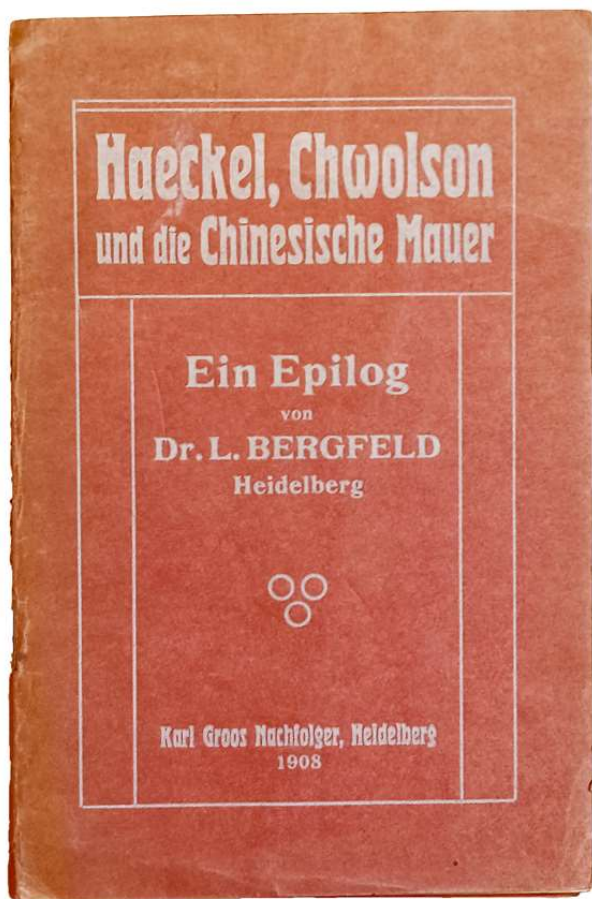 Haeckel, Chwolson
und die Chinesische Mauer
Ein Epilog
von
Dr. L. BERGFELD
Heidelberg
Karl Groos Nachfolger, Heidelberg
1908